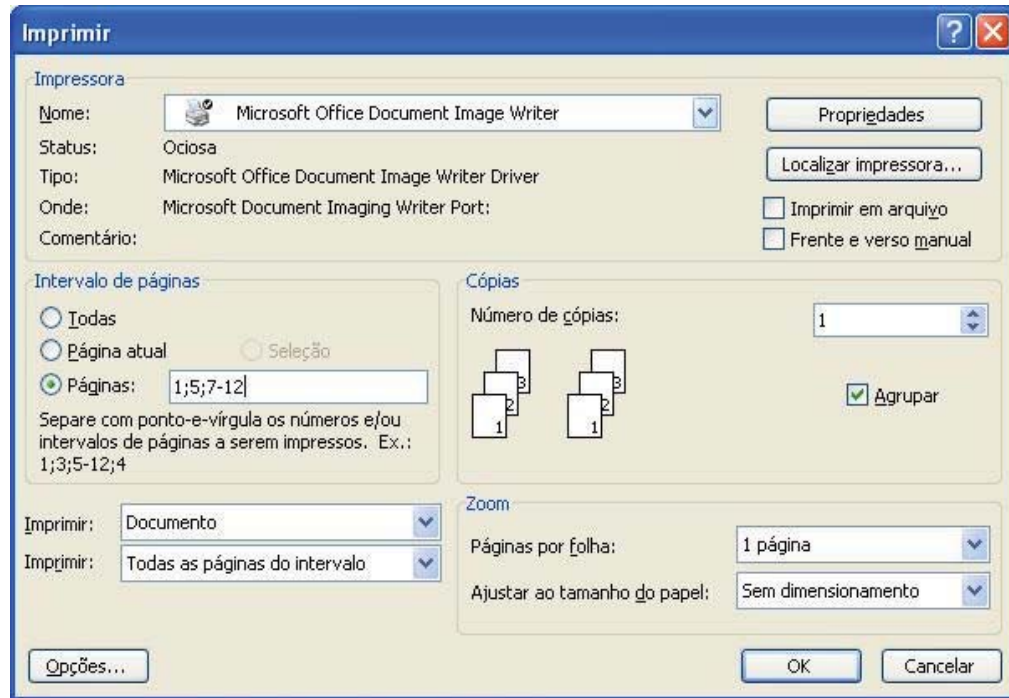 Imprimir
Impressora
Nome: Microsoft Office Document Image Writer
Propriedades
Status: Ociosa
Localizar impressora...
Tipo: Microsoft Office Document Image Writer Driver
Onde: Microsoft Document Imaging Writer Port:
Imprimir em arquivo
Comentário:
Frente e verso manual
Intervalo de páginas
Todas
Página atual Seleção
Páginas: 1;5;7-12
Separe com ponto-e-vírgula os números e/ou
intervalos de páginas a serem impressos. Ex.:
1;3;5-12;4
Cópias
Número de cópias: 1
3 3
2 2
1 1
Agrupar
Imprimir: Documento
Imprimir: Todas as páginas do intervalo
Zoom
Páginas por folha: 1 página
Ajustar ao tamanho do papel: Sem dimensionamento
Opções...
OK Cancelar